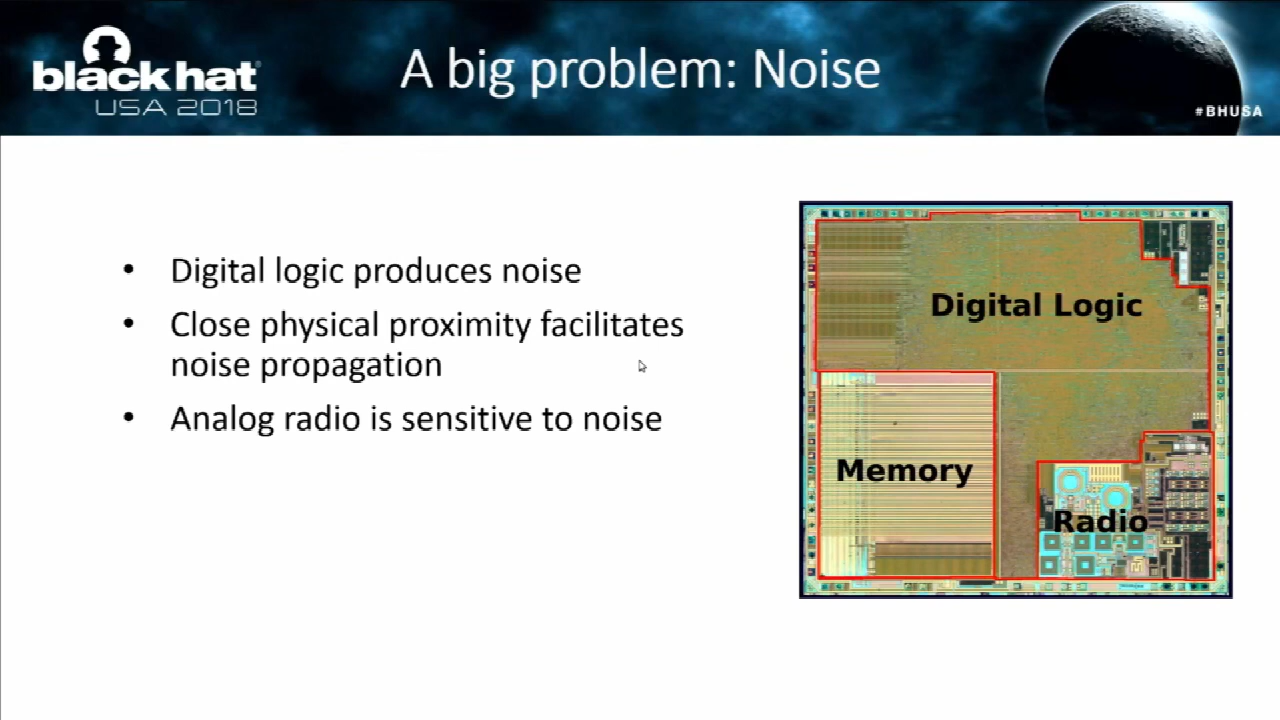 black hat
USA 2018
A big problem: Noise
#BHUSA
• Digital logic produces noise
• Close physical proximity facilitates
noise propagation
• Analog radio is sensitive to noise
Digital Logic
Memory
Radio